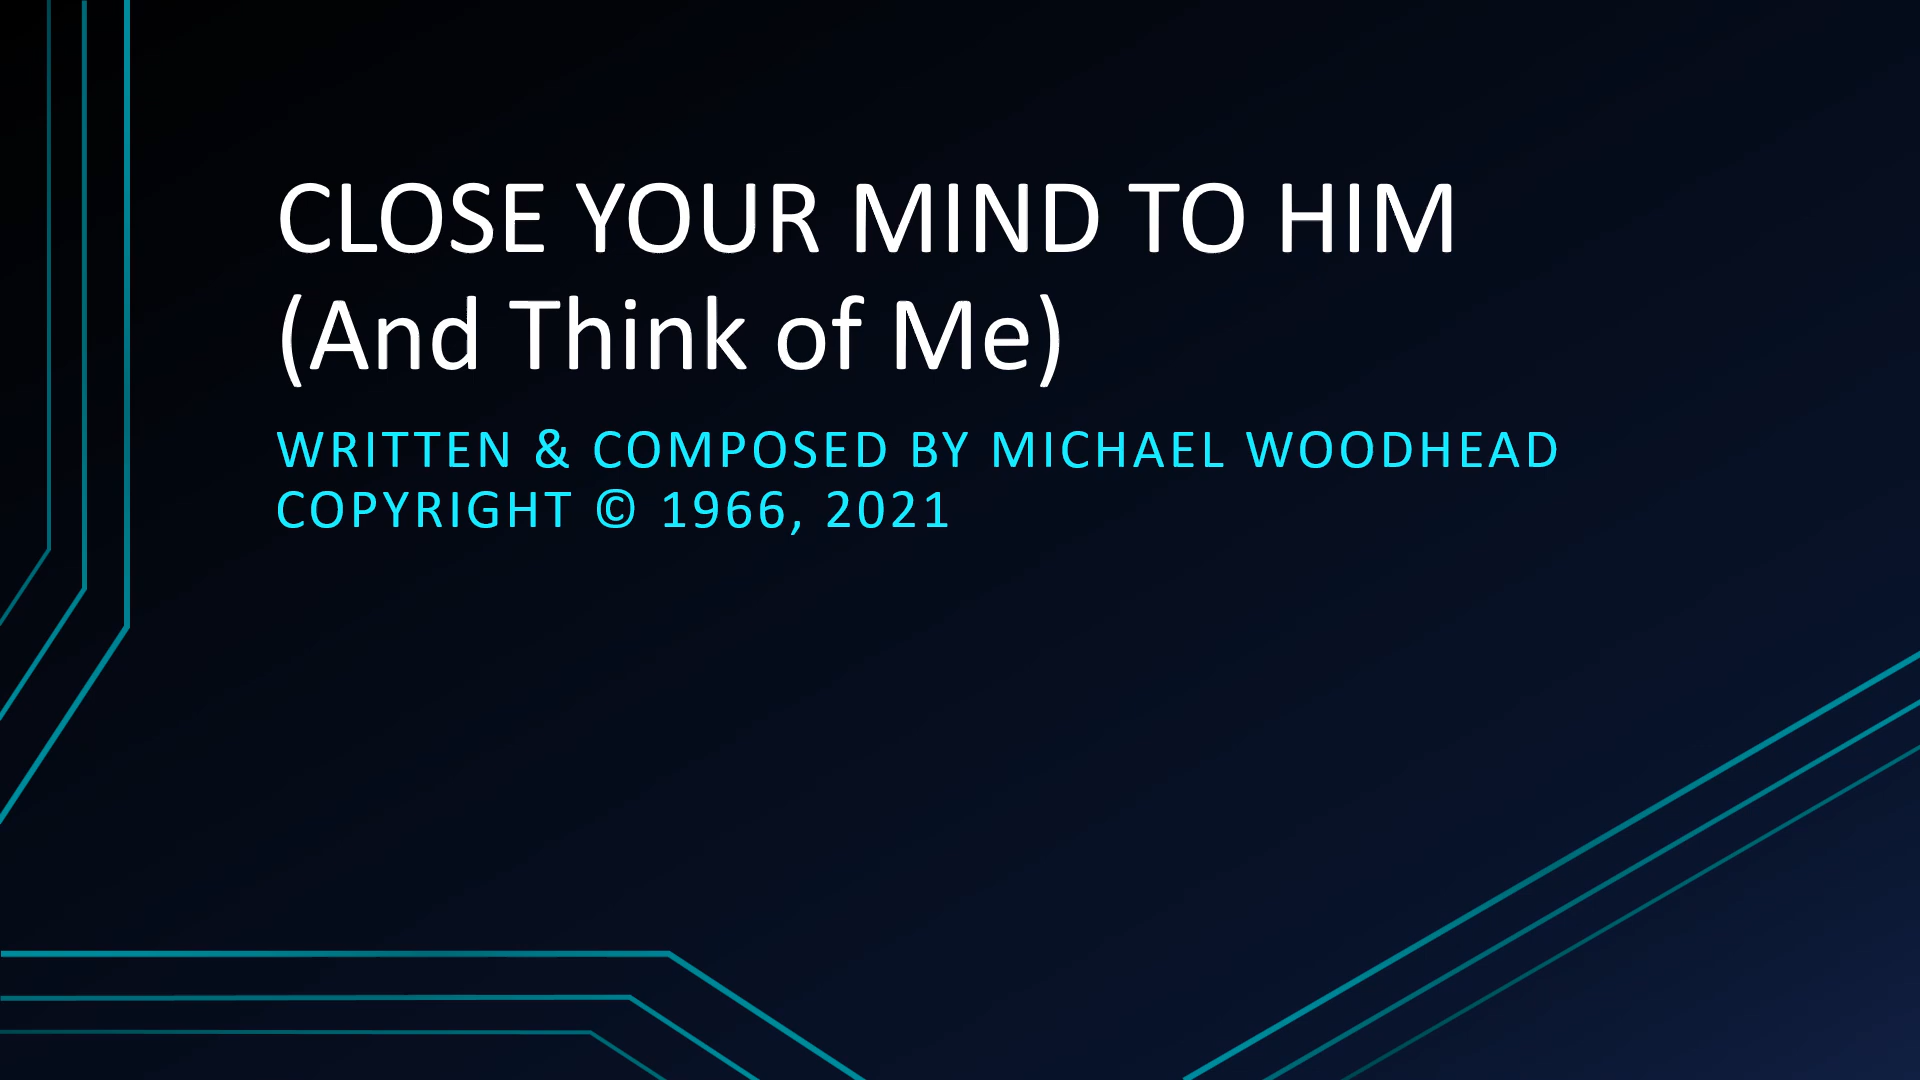 CLOSE YOUR MIND TO HIM
(And Think of Me)
WRITTEN & COMPOSED BY MICHAEL WOODHEAD
COPYRIGHT © 1966, 2021